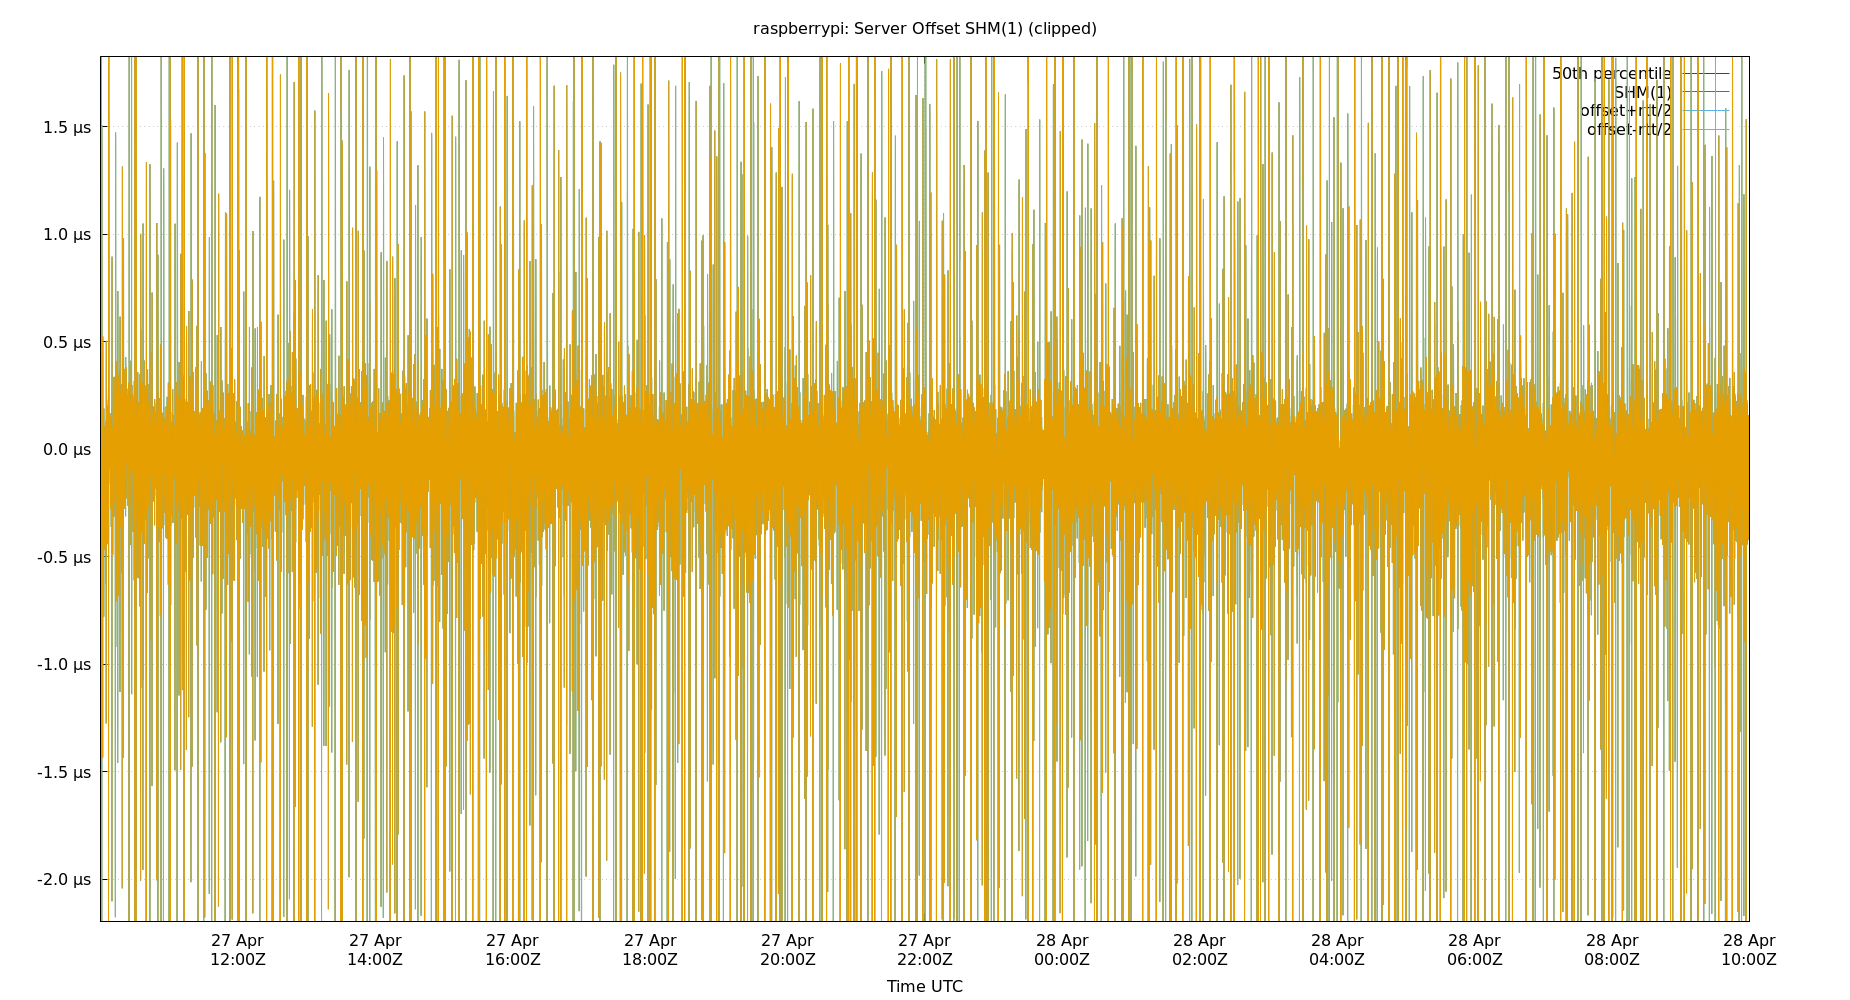 raspberrypi: Server Offset SHM(1) (clipped)
50th percentile
SHM(1)
offset+rtt/2
offset-rtt/2
1.5 µs
1.0 µs
0.5 µs
0.0 µs
-0.5 µs
-1.0 µs
-1.5 µs
-2.0 µs
27 Apr 27 Apr 27 Apr 27 Apr 27 Apr 27 Apr 28 Apr 28 Apr 28 Apr 28 Apr 28 Apr 28 Apr
12:00Z 14:00Z 16:00Z 18:00Z 20:00Z 22:00Z 00:00Z 02:00Z 04:00Z 06:00Z 08:00Z 10:00Z
Time UTC